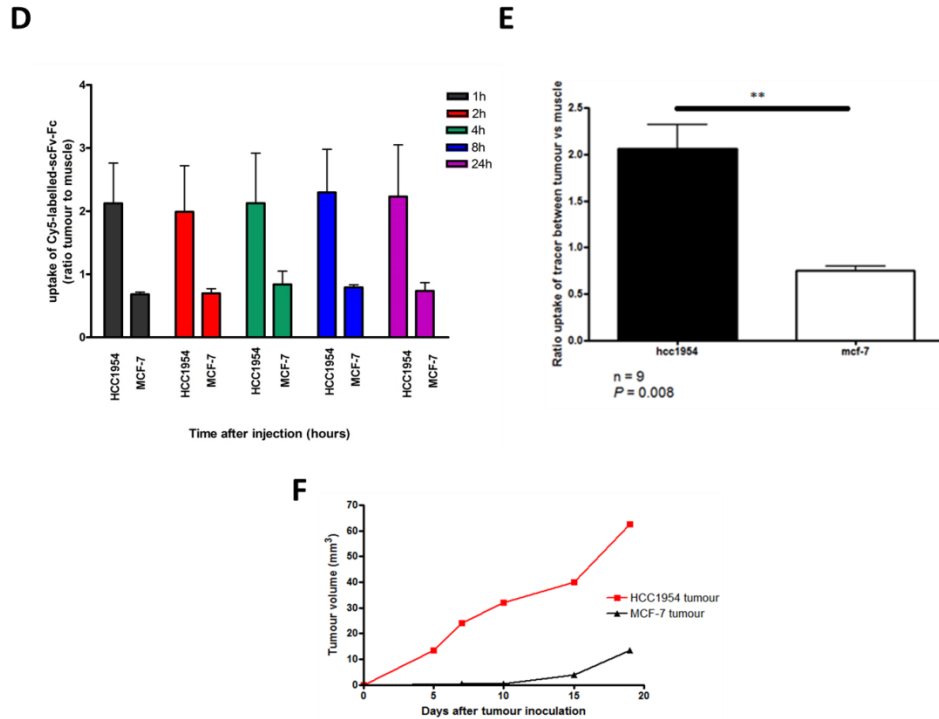 D
uptake of Cy5-labelled-scFv-Fc
(ratio tumour to muscle)
4
3
2
1
0
1h
2h
4h
8h
24h
HCC1954
MCF-7
HCC1954
MCF-7
HCC1954
MCF-7
HCC1954
MCF-7
HCC1954
MCF-7
Time after injection (hours)
E
Ratio uptake of tracer between tumour vs muscle
2.5
2.0
1.5
1.0
0.5
0.0
**
hcc1954
mcf-7
n = 9
P = 0.008
F
Tumour volume (mm³)
70
60
50
40
30
20
10
0
0
5
10
15
20
HCC1954 tumour
MCF-7 tumour
Days after tumour inoculation